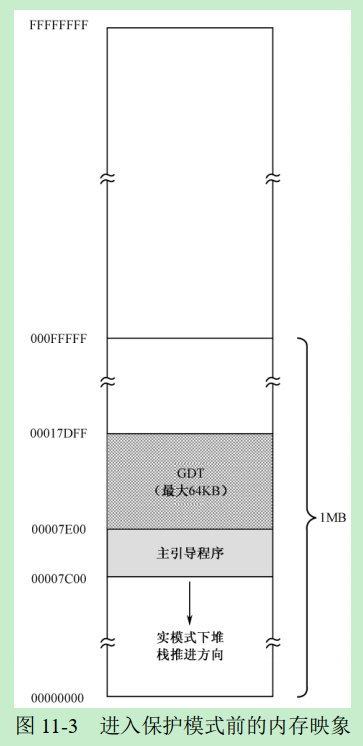 FFFFFFFF
000FFFFF
00017DFF
GDT
（最大64KB）
1MB
00007E00
主引导程序
00007C00
实模式下堆
栈推进方向
00000000
图 11-3 进入保护模式前的内存映象